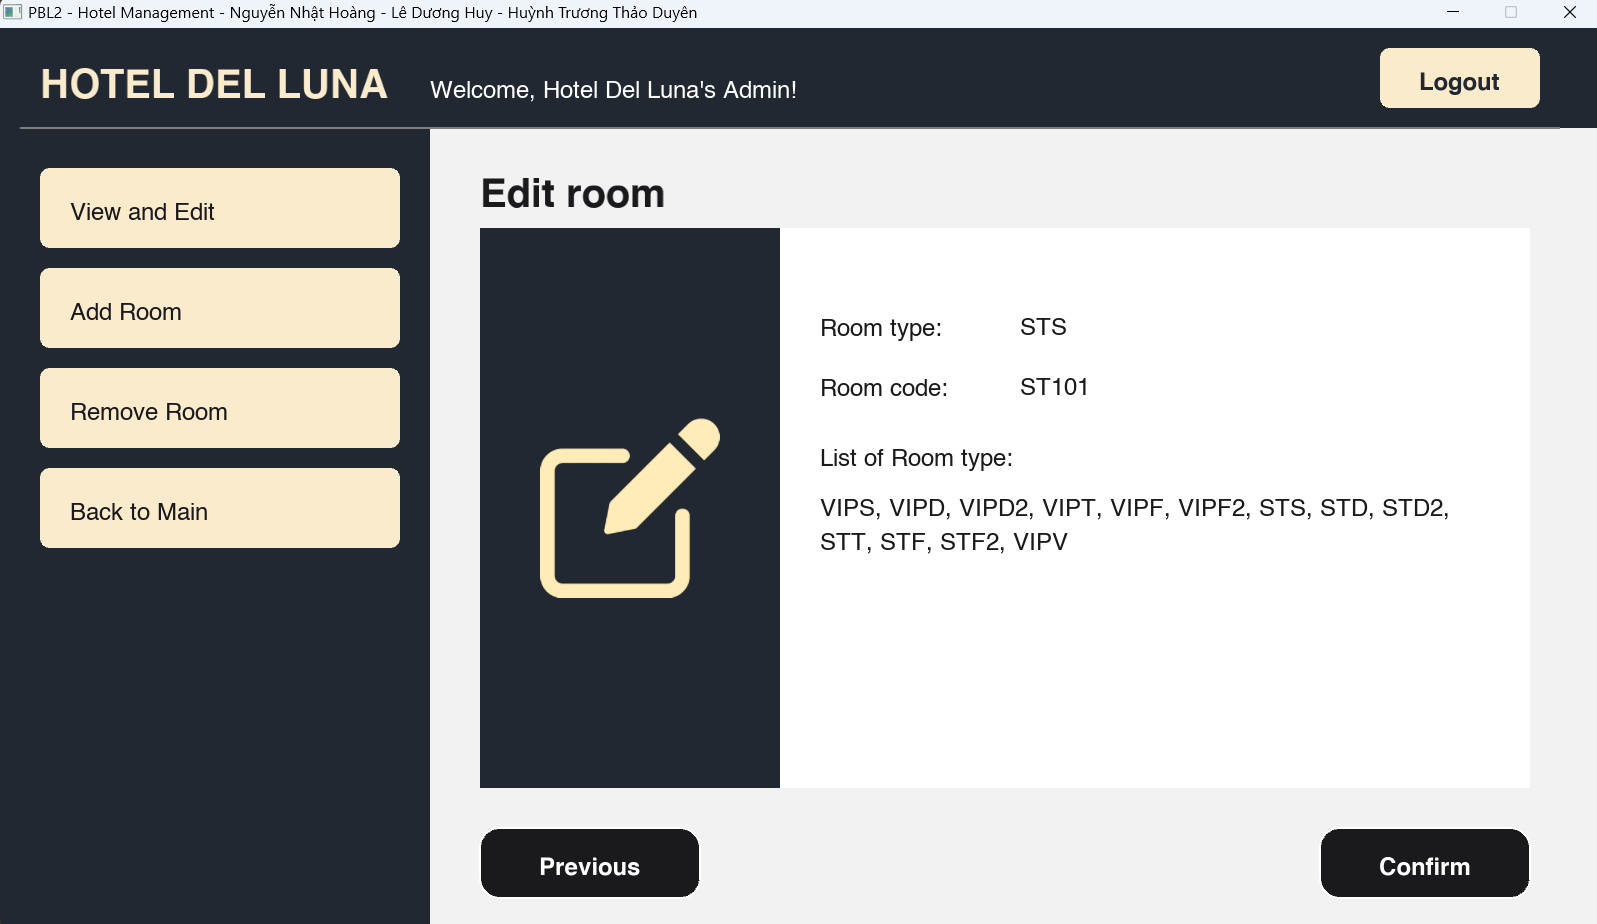 PBL2 - Hotel Management - Nguyễn Nhật Hoàng - Lê Dương Huy - Huỳnh Trương Thảo Duyên
HOTEL DEL LUNA
Welcome, Hotel Del Luna's Admin!
Logout
View and Edit
Add Room
Remove Room
Back to Main
Edit room
Room type: STS
Room code: ST101
List of Room type:
VIPS, VIPD, VIPD2, VIPT, VIPF, VIPF2, STS, STD, STD2,
STT, STF, STF2, VIPV
Previous
Confirm